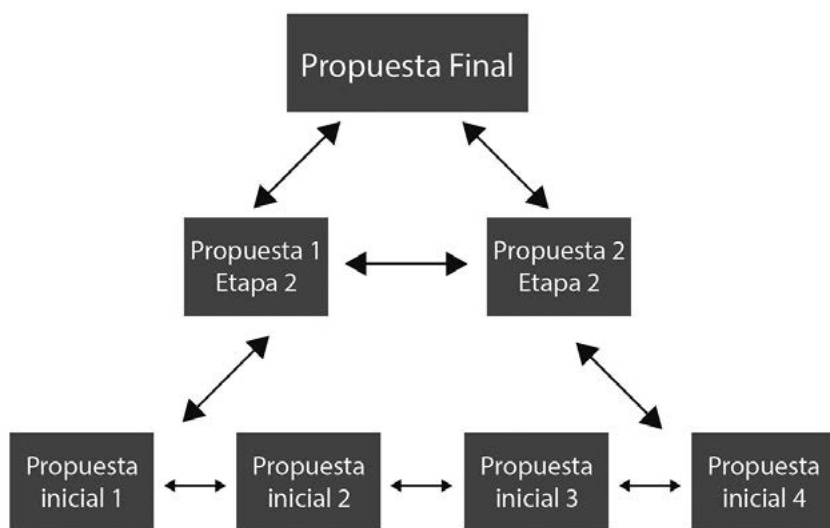 Propuesta Final
Propuesta 1
Etapa 2
Propuesta 2
Etapa 2
Propuesta
inicial 1
Propuesta
inicial 2
Propuesta
inicial 3
Propuesta
inicial 4